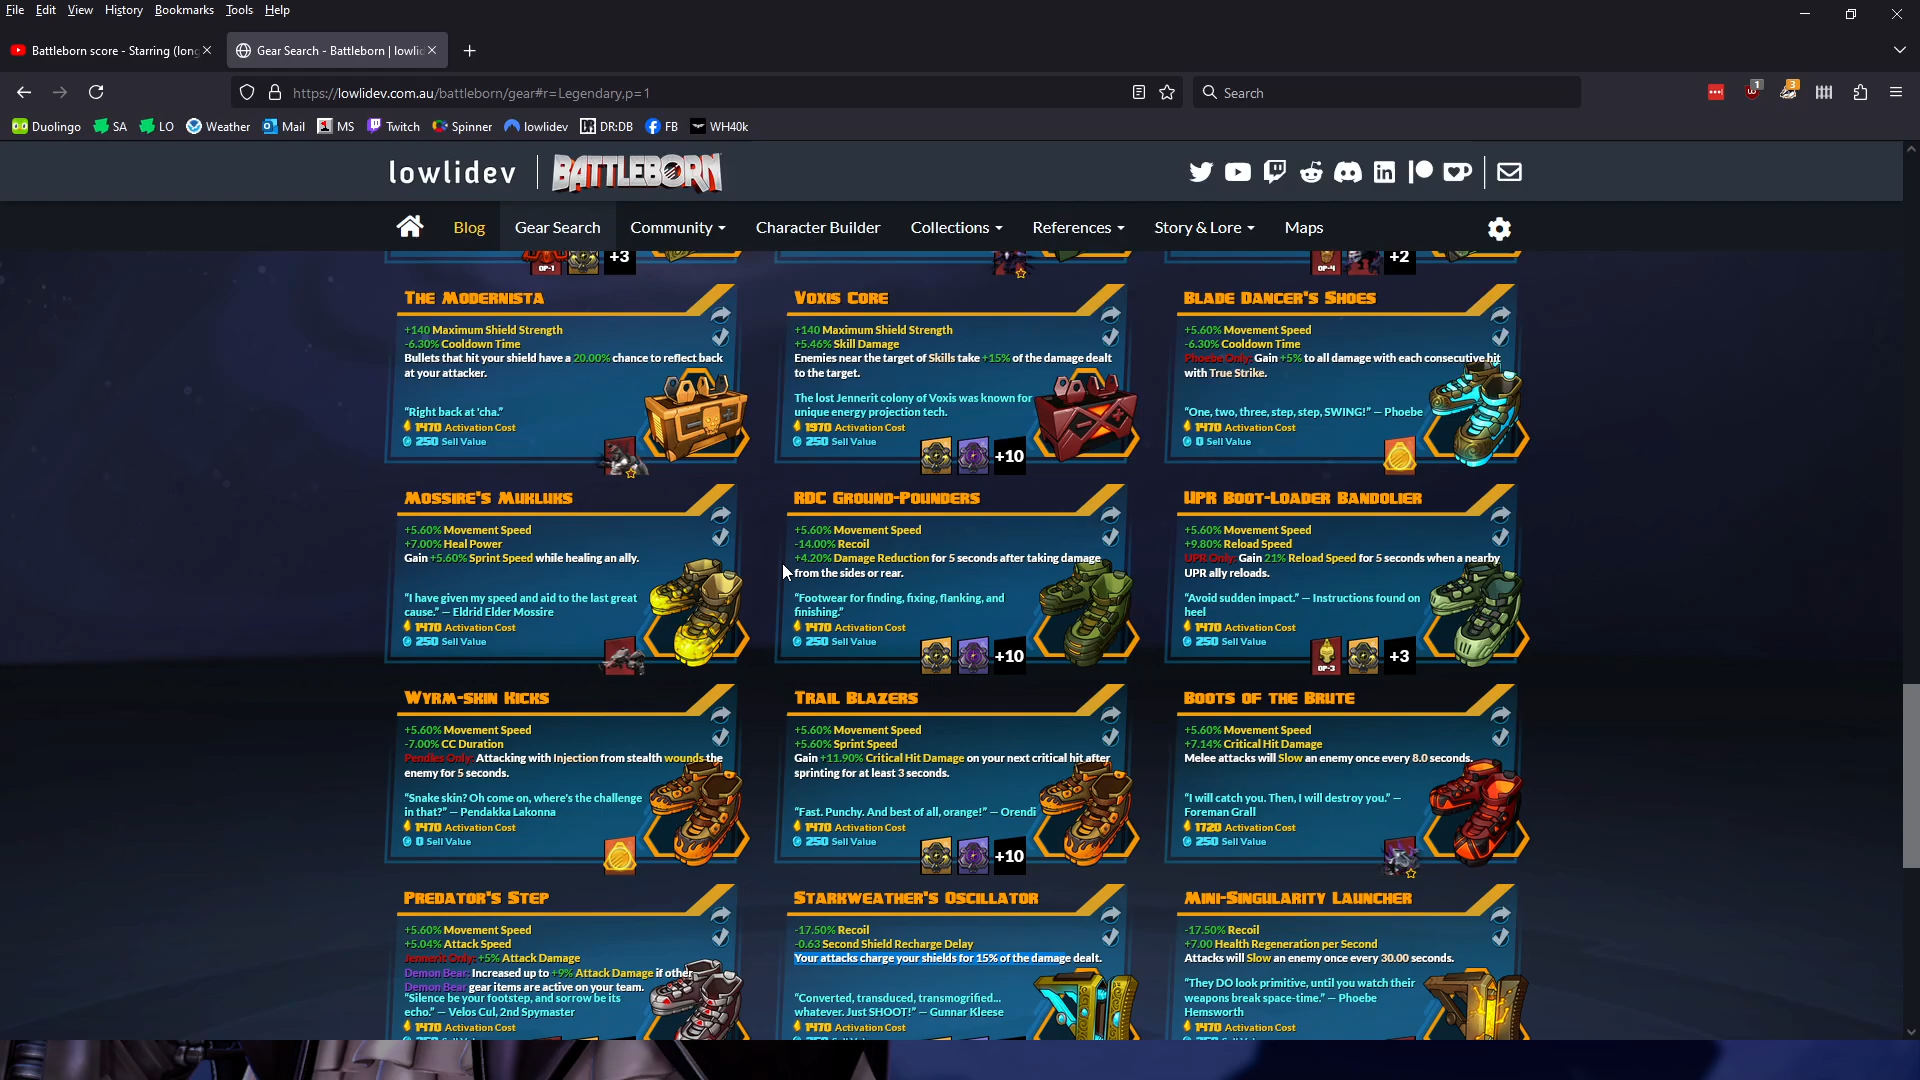 File Edit View History Bookmarks Tools Help
Battleborn score - Starring (long
Gear Search - Battleborn | lowlid
https://lowlidev.com.au/battleborn/gear#r=Legendary,p=1
Search
1
3
Duolingo SA LO Weather Mail MS Twitch Spinner lowlidev DR:DB FB WH40k
lowlidev BATTLEBORN
Blog Gear Search Community Character Builder Collections References Story & Lore Maps
OP-1 +3
OP-4 +2
The Modernista
+140 Maximum Shield Strength
-6.30% Cooldown Time
Bullets that hit your shield have a 20.00% chance to reflect back
at your attacker.
"Right back at 'cha."
1470 Activation Cost
250 Sell Value
Voxis Core
+140 Maximum Shield Strength
+5.46% Skill Damage
Enemies near the target of Skills take +15% of the damage dealt
to the target.
The lost Jennerit colony of Voxis was known for
unique energy projection tech.
1970 Activation Cost
250 Sell Value
+10
Blade Dancer's Shoes
+5.60% Movement Speed
-6.30% Cooldown Time
Phoebe Only: Gain +5% to all damage with each consecutive hit
with True Strike.
"One, two, three, step, step, SWING!" — Phoebe
1470 Activation Cost
0 Sell Value
Mossire's Mukluks
+5.60% Movement Speed
+7.00% Heal Power
Gain +5.60% Sprint Speed while healing an ally.
"I have given my speed and aid to the last great
cause." — Eldrid Elder Mossire
1470 Activation Cost
250 Sell Value
RDC Ground-Pounders
+5.60% Movement Speed
-14.00% Recoil
+4.20% Damage Reduction for 5 seconds after taking damage
from the sides or rear.
"Footwear for finding, fixing, flanking, and
finishing."
1470 Activation Cost
250 Sell Value
+10
UPR Boot-Loader Bandolier
+5.60% Movement Speed
+9.80% Reload Speed
UPR Only: Gain 21% Reload Speed for 5 seconds when a nearby
UPR ally reloads.
"Avoid sudden impact." — Instructions found on
heel
1470 Activation Cost
250 Sell Value
OP-3 +3
Wyrm-skin Kicks
+5.60% Movement Speed
-7.00% CC Duration
Pendles Only: Attacking with Injection from stealth wounds the
enemy for 5 seconds.
"Snake skin? Oh come on, where's the challenge
in that?" — Pendakka Lakonna
1470 Activation Cost
0 Sell Value
Trail Blazers
+5.60% Movement Speed
+5.60% Sprint Speed
Gain +11.90% Critical Hit Damage on your next critical hit after
sprinting for at least 3 seconds.
"Fast. Punchy. And best of all, orange!" — Orendi
1470 Activation Cost
250 Sell Value
+10
Boots of the Brute
+5.60% Movement Speed
+7.14% Critical Hit Damage
Melee attacks will Slow an enemy once every 8.0 seconds.
"I will catch you. Then, I will destroy you." —
Foreman Grall
1720 Activation Cost
250 Sell Value
Predator's Step
+5.60% Movement Speed
+5.04% Attack Speed
Jennerit Only: +5% Attack Damage
Demon Bear: Increased up to +9% Attack Damage if other
Demon Bear gear items are active on your team.
"Silence be your footstep, and sorrow be its
echo." — Velos Cul, 2nd Spymaster
1470 Activation Cost
Starkweather's Oscillator
-17.50% Recoil
-0.63 Second Shield Recharge Delay
Your attacks charge your shields for 15% of the damage dealt.
"Converted, transduced, transmogrified...
whatever. Just SHOOT!" — Gunnar Kleese
1470 Activation Cost
Mini-Singularity Launcher
-17.50% Recoil
+7.00 Health Regeneration per Second
Attacks will Slow an enemy once every 30.00 seconds.
"They DO look primitive, until you watch their
weapons break space-time." — Phoebe
Hemsworth
1470 Activation Cost